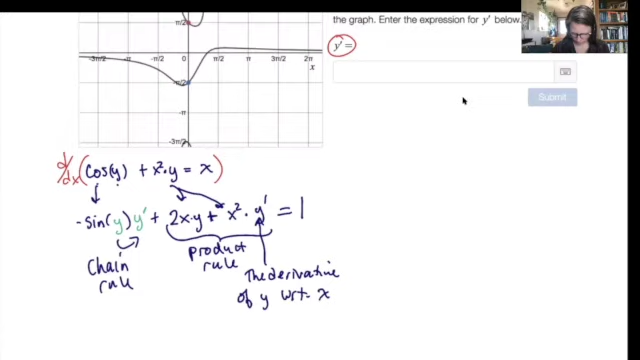 the graph. Enter the expression for y′ below.
y′ =
Submit
π/2
-3π/2 -π -π/2 0 π/2 π 3π/2 2π
x
-π/2
-π
-3π/2
d/dx (cos(y) + x²·y = x)
-sin(y) y′ + 2x·y + x²·y′ = 1
Chain rule
Product rule
The derivative
of y wrt x